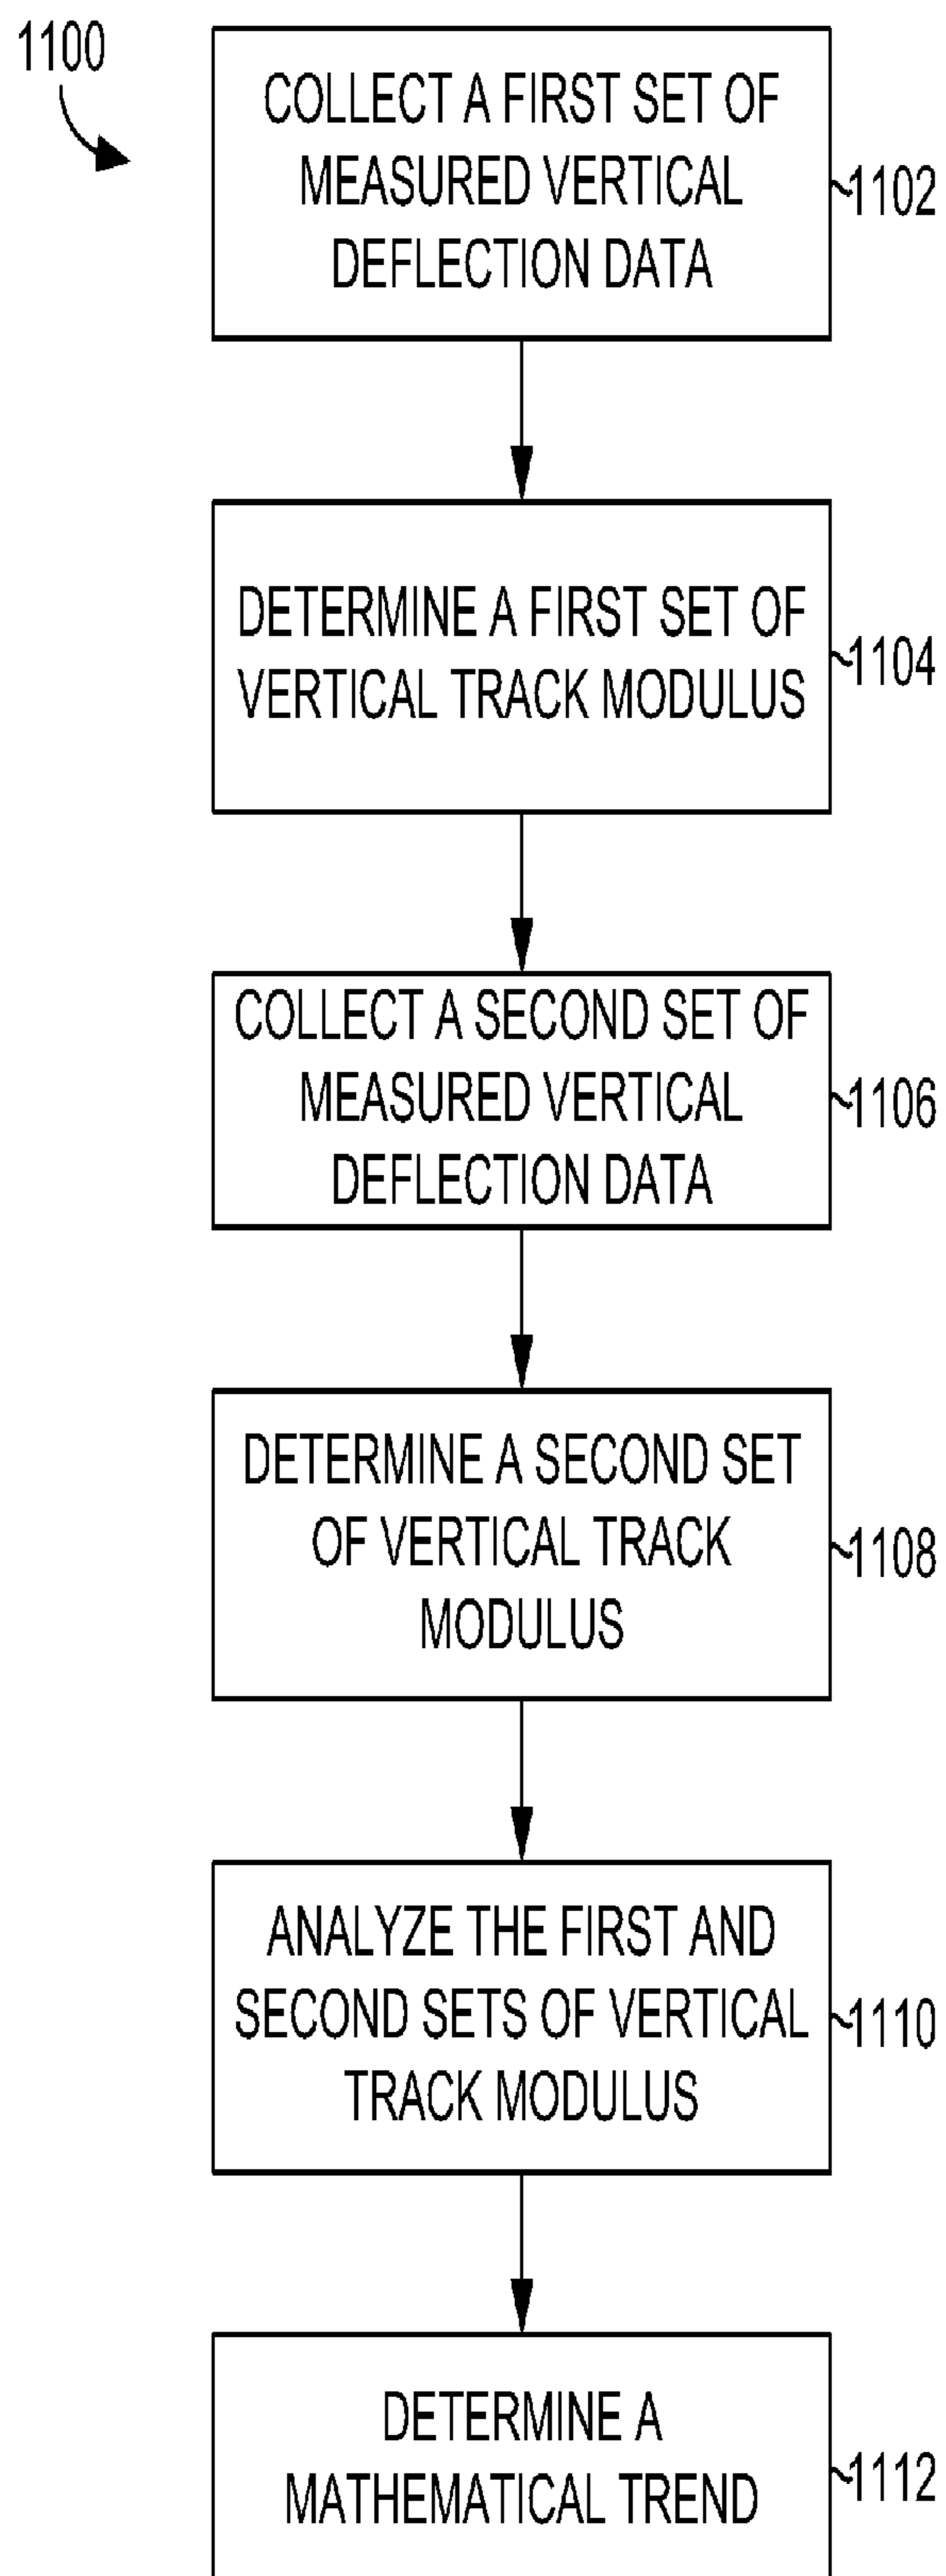 1100
COLLECT A FIRST SET OF
MEASURED VERTICAL
DEFLECTION DATA
1102
DETERMINE A FIRST SET OF
VERTICAL TRACK MODULUS
1104
COLLECT A SECOND SET OF
MEASURED VERTICAL
DEFLECTION DATA
1106
DETERMINE A SECOND SET
OF VERTICAL TRACK
MODULUS
1108
ANALYZE THE FIRST AND
SECOND SETS OF VERTICAL
TRACK MODULUS
1110
DETERMINE A
MATHEMATICAL TREND
1112